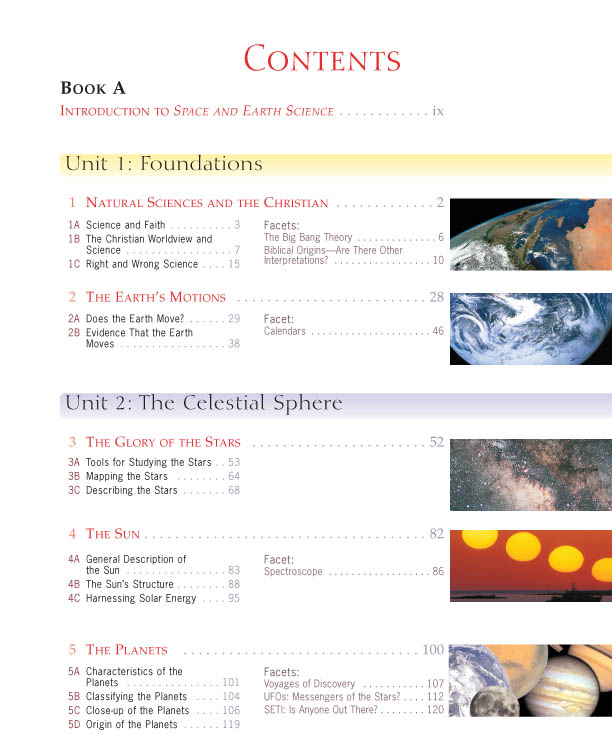 CONTENTS
BOOK A
INTRODUCTION TO SPACE AND EARTH SCIENCE . . . . . . . . . . . . ix
Unit 1: Foundations
1 NATURAL SCIENCES AND THE CHRISTIAN . . . . . . . . . . . . . 2
1A Science and Faith . . . . . . . . . . 3
1B The Christian Worldview and
Science . . . . . . . . . . . . . . . . . 7
1C Right and Wrong Science . . . . 15
Facets:
The Big Bang Theory . . . . . . . . . . . . . 6
Biblical Origins—Are There Other
Interpretations? . . . . . . . . . . . . . . . . . 10
2 THE EARTH'S MOTIONS . . . . . . . . . . . . . . . . . . . . . . . . . 28
2A Does the Earth Move? . . . . . . 29
2B Evidence That the Earth
Moves . . . . . . . . . . . . . . . . . 38
Facet:
Calendars . . . . . . . . . . . . . . . . . . . . 46
Unit 2: The Celestial Sphere
3 THE GLORY OF THE STARS . . . . . . . . . . . . . . . . . . . . . . . 52
3A Tools for Studying the Stars . . 53
3B Mapping the Stars . . . . . . . . 64
3C Describing the Stars . . . . . . . 68
4 THE SUN . . . . . . . . . . . . . . . . . . . . . . . . . . . . . . . . . . . . . 82
4A General Description of
the Sun . . . . . . . . . . . . . . . . 83
4B The Sun's Structure . . . . . . . . 88
4C Harnessing Solar Energy . . . . 95
Facet:
Spectroscope . . . . . . . . . . . . . . . . . 86
5 THE PLANETS . . . . . . . . . . . . . . . . . . . . . . . . . . . . . . . 100
5A Characteristics of the
Planets . . . . . . . . . . . . . . . 101
5B Classifying the Planets . . . . 104
5C Close-up of the Planets . . . . 106
5D Origin of the Planets . . . . . . 119
Facets:
Voyages of Discovery . . . . . . . . . . . 107
UFOs: Messengers of the Stars? . . . . 112
SETI: Is Anyone Out There? . . . . . . . . 120